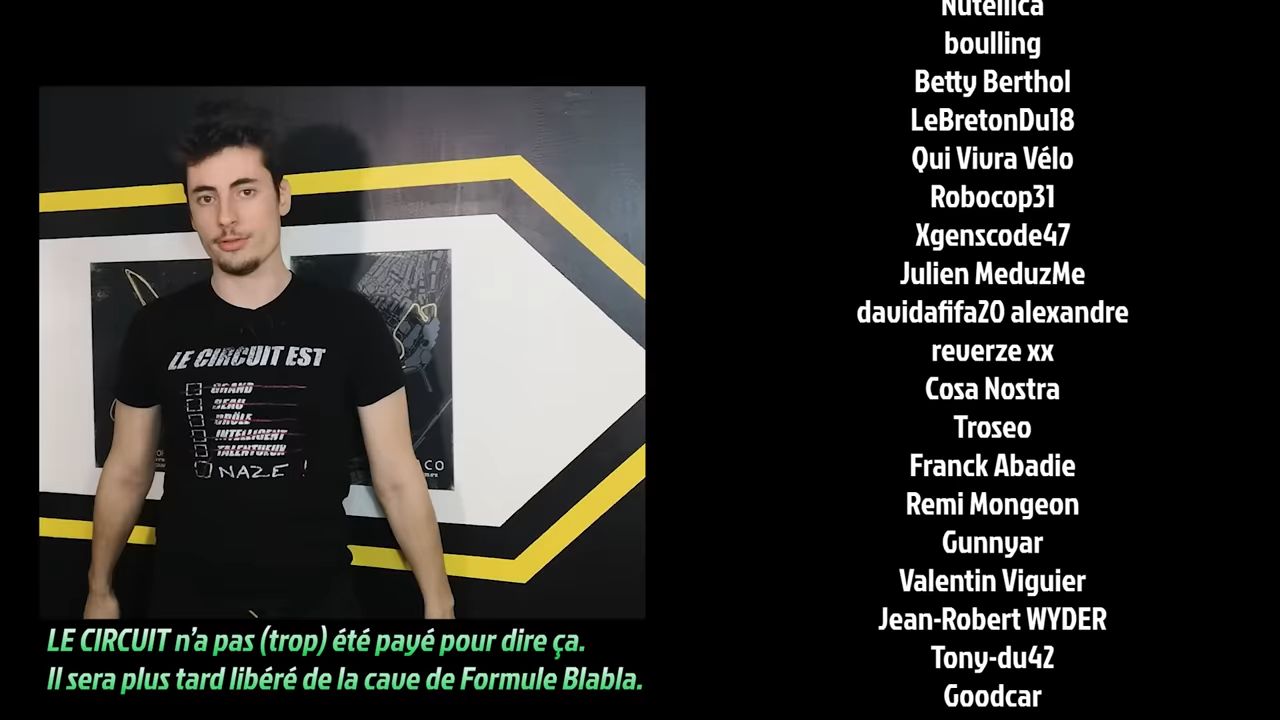 LE CIRCUIT EST
GRAND
BEAU
DRÔLE
INTELLIGENT
TALENTUEUX
NAZE !
CO
LE CIRCUIT n'a pas (trop) été payé pour dire ça.
Il sera plus tard libéré de la cave de Formule Blabla.
Nutellica
boulling
Betty Berthol
LeBretonDu18
Qui Vivra Vélo
Robocop31
Xgenscode47
Julien MeduzMe
davidafifa20 alexandre
reverze xx
Cosa Nostra
Troseo
Franck Abadie
Remi Mongeon
Gunnyar
Valentin Viguier
Jean-Robert WYDER
Tony-du42
Goodcar